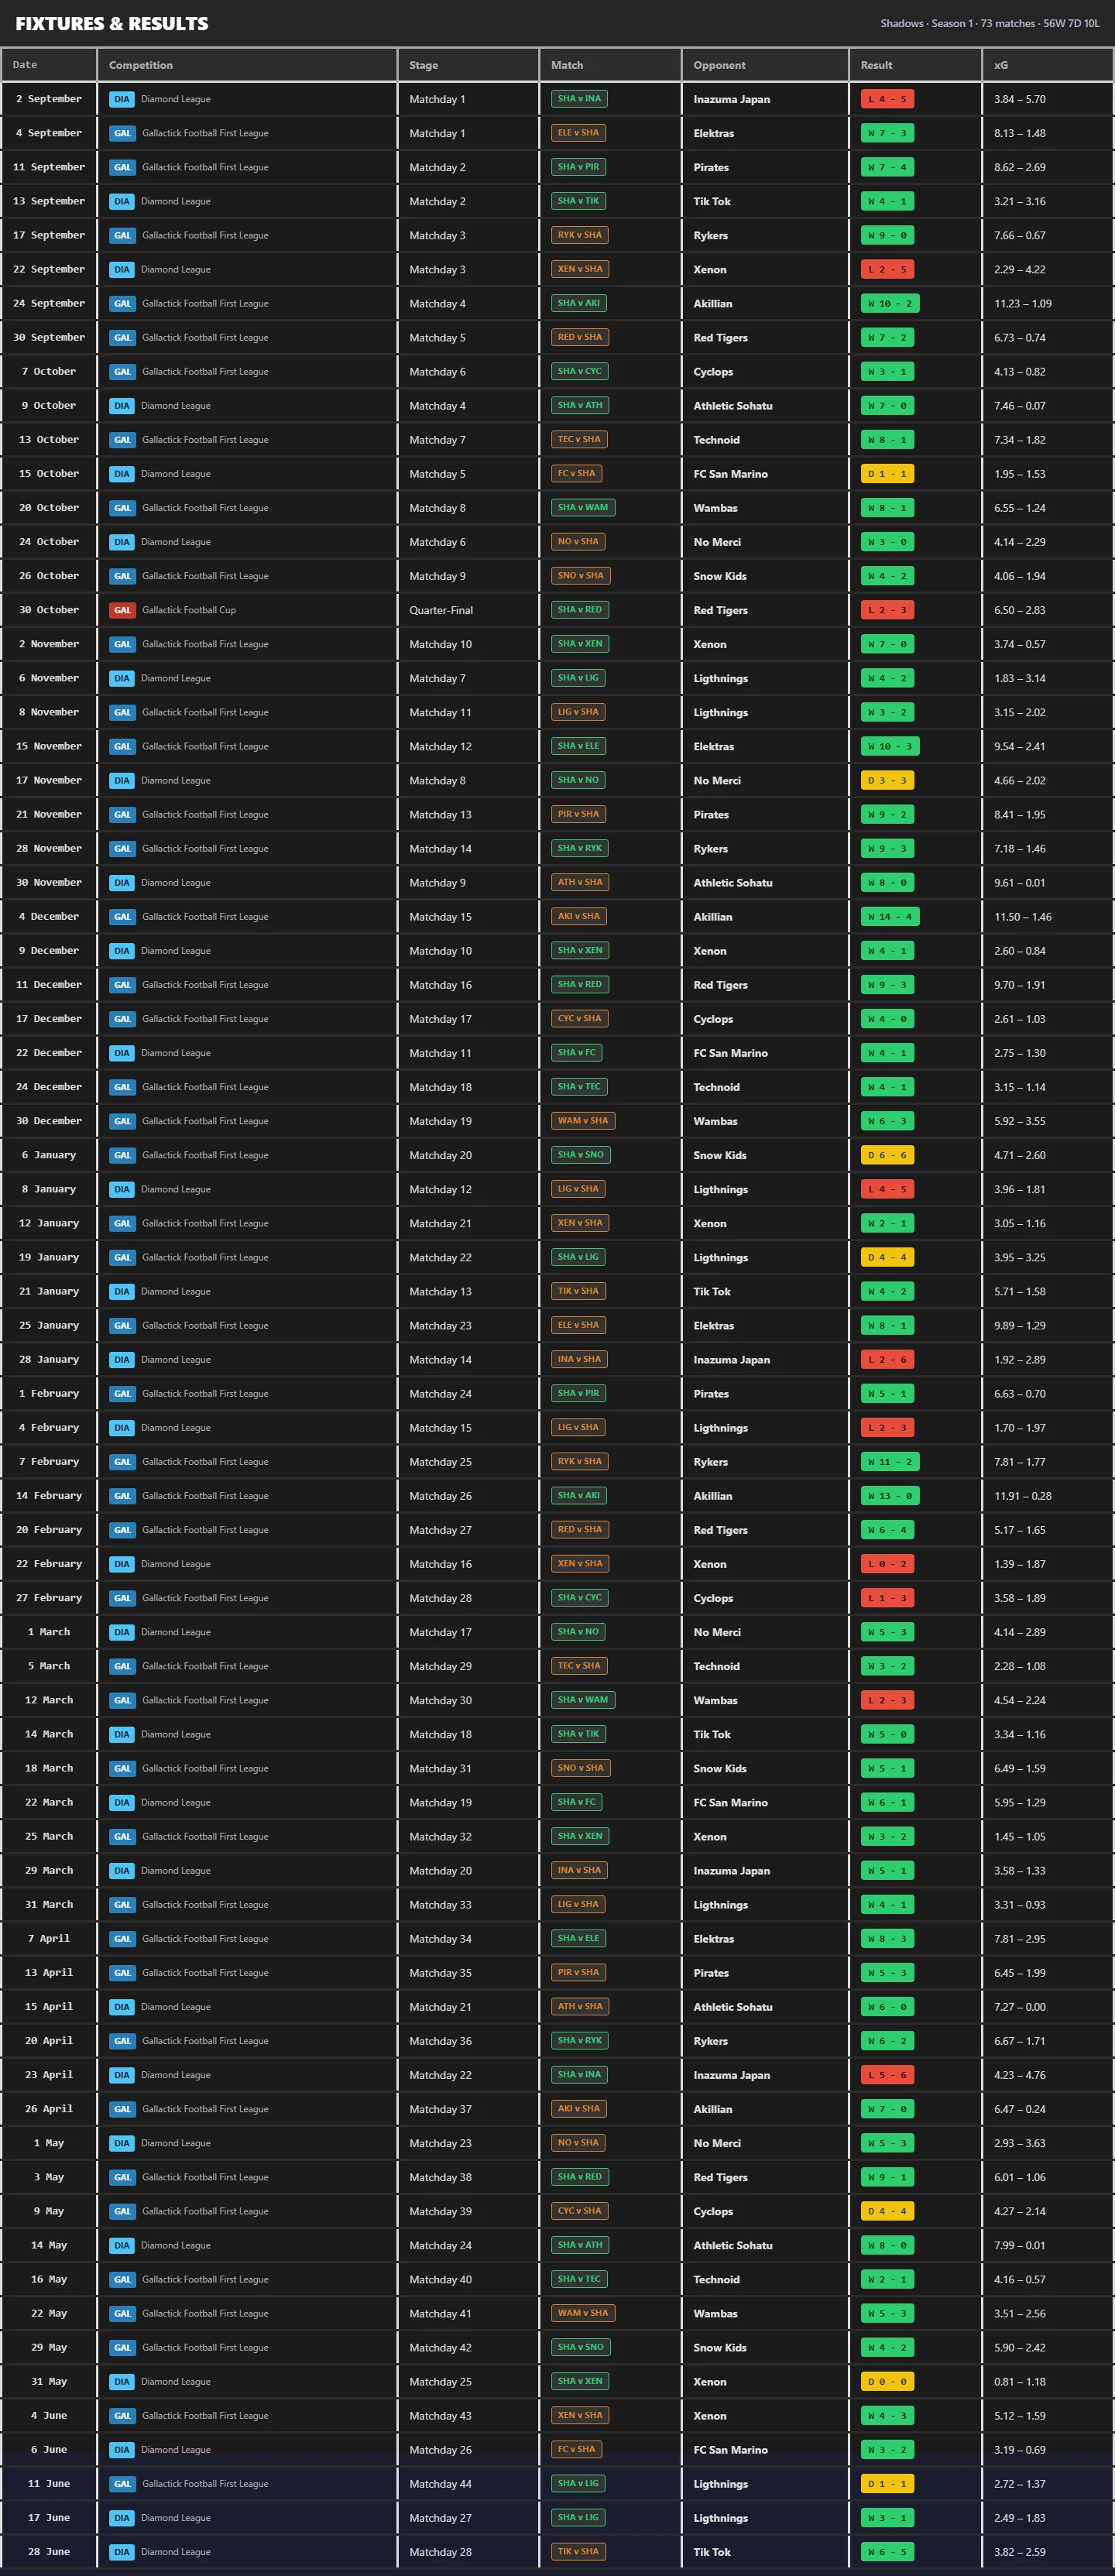 FIXTURES & RESULTS Shadows · Season 1 · 73 matches · 56W 7D 10L
Date Competition Stage Match Opponent Result xG
2 September DIA Diamond League Matchday 1 SHA v INA Inazuma Japan L 4 - 5 3.84 – 5.70
4 September GAL Gallactick Football First League Matchday 1 ELE v SHA Elektras W 7 - 3 8.13 – 1.48
11 September GAL Gallactick Football First League Matchday 2 SHA v PIR Pirates W 7 - 4 8.62 – 2.69
13 September DIA Diamond League Matchday 2 SHA v TIK Tik Tok W 4 - 1 3.21 – 3.16
17 September GAL Gallactick Football First League Matchday 3 RYK v SHA Rykers W 9 - 0 7.66 – 0.67
22 September DIA Diamond League Matchday 3 XEN v SHA Xenon L 2 - 5 2.29 – 4.22
24 September GAL Gallactick Football First League Matchday 4 SHA v AKI Akillian W 10 - 2 11.23 – 1.09
30 September GAL Gallactick Football First League Matchday 5 RED v SHA Red Tigers W 7 - 2 6.73 – 0.74
7 October GAL Gallactick Football First League Matchday 6 SHA v CYC Cyclops W 3 - 1 4.13 – 0.82
9 October DIA Diamond League Matchday 4 SHA v ATH Athletic Sohatu W 7 - 0 7.46 – 0.07
13 October GAL Gallactick Football First League Matchday 7 TEC v SHA Technoid W 8 - 1 7.34 – 1.82
15 October DIA Diamond League Matchday 5 FC v SHA FC San Marino D 1 - 1 1.95 – 1.53
20 October GAL Gallactick Football First League Matchday 8 SHA v WAM Wambas W 8 - 1 6.55 – 1.24
24 October DIA Diamond League Matchday 6 NO v SHA No Merci W 3 - 0 4.14 – 2.29
26 October GAL Gallactick Football First League Matchday 9 SNO v SHA Snow Kids W 4 - 2 4.06 – 1.94
30 October GAL Gallactick Football Cup Quarter-Final SHA v RED Red Tigers L 2 - 3 6.50 – 2.83
2 November GAL Gallactick Football First League Matchday 10 SHA v XEN Xenon W 7 - 0 3.74 – 0.57
6 November DIA Diamond League Matchday 7 SHA v LIG Ligthnings W 4 - 2 1.83 – 3.14
8 November GAL Gallactick Football First League Matchday 11 LIG v SHA Ligthnings W 3 - 2 3.15 – 2.02
15 November GAL Gallactick Football First League Matchday 12 SHA v ELE Elektras W 10 - 3 9.54 – 2.41
17 November DIA Diamond League Matchday 8 SHA v NO No Merci D 3 - 3 4.66 – 2.02
21 November GAL Gallactick Football First League Matchday 13 PIR v SHA Pirates W 9 - 2 8.41 – 1.95
28 November GAL Gallactick Football First League Matchday 14 SHA v RYK Rykers W 9 - 3 7.18 – 1.46
30 November DIA Diamond League Matchday 9 ATH v SHA Athletic Sohatu W 8 - 0 9.61 – 0.01
4 December GAL Gallactick Football First League Matchday 15 AKI v SHA Akillian W 14 - 4 11.50 – 1.46
9 December DIA Diamond League Matchday 10 SHA v XEN Xenon W 4 - 1 2.60 – 0.84
11 December GAL Gallactick Football First League Matchday 16 SHA v RED Red Tigers W 9 - 3 9.70 – 1.91
17 December GAL Gallactick Football First League Matchday 17 CYC v SHA Cyclops W 4 - 0 2.61 – 1.03
22 December DIA Diamond League Matchday 11 SHA v FC FC San Marino W 4 - 1 2.75 – 1.30
24 December GAL Gallactick Football First League Matchday 18 SHA v TEC Technoid W 4 - 1 3.15 – 1.14
30 December GAL Gallactick Football First League Matchday 19 WAM v SHA Wambas W 6 - 3 5.92 – 3.55
6 January GAL Gallactick Football First League Matchday 20 SHA v SNO Snow Kids D 6 - 6 4.71 – 2.60
8 January DIA Diamond League Matchday 12 LIG v SHA Ligthnings L 4 - 5 3.96 – 1.81
12 January GAL Gallactick Football First League Matchday 21 XEN v SHA Xenon W 2 - 1 3.05 – 1.16
19 January GAL Gallactick Football First League Matchday 22 SHA v LIG Ligthnings D 4 - 4 3.95 – 3.25
21 January DIA Diamond League Matchday 13 TIK v SHA Tik Tok W 4 - 2 5.71 – 1.58
25 January GAL Gallactick Football First League Matchday 23 ELE v SHA Elektras W 8 - 1 9.89 – 1.29
28 January DIA Diamond League Matchday 14 INA v SHA Inazuma Japan L 2 - 6 1.92 – 2.89
1 February GAL Gallactick Football First League Matchday 24 SHA v PIR Pirates W 5 - 1 6.63 – 0.70
4 February DIA Diamond League Matchday 15 LIG v SHA Ligthnings L 2 - 3 1.70 – 1.97
7 February GAL Gallactick Football First League Matchday 25 RYK v SHA Rykers W 11 - 2 7.81 – 1.77
14 February GAL Gallactick Football First League Matchday 26 SHA v AKI Akillian W 13 - 0 11.91 – 0.28
20 February GAL Gallactick Football First League Matchday 27 RED v SHA Red Tigers W 6 - 4 5.17 – 1.65
22 February DIA Diamond League Matchday 16 XEN v SHA Xenon L 0 - 2 1.39 – 1.87
27 February GAL Gallactick Football First League Matchday 28 SHA v CYC Cyclops L 1 - 3 3.58 – 1.89
1 March DIA Diamond League Matchday 17 SHA v NO No Merci W 5 - 3 4.14 – 2.89
5 March GAL Gallactick Football First League Matchday 29 TEC v SHA Technoid W 3 - 2 2.28 – 1.08
12 March GAL Gallactick Football First League Matchday 30 SHA v WAM Wambas L 2 - 3 4.54 – 2.24
14 March DIA Diamond League Matchday 18 SHA v TIK Tik Tok W 5 - 0 3.34 – 1.16
18 March GAL Gallactick Football First League Matchday 31 SNO v SHA Snow Kids W 5 - 1 6.49 – 1.59
22 March DIA Diamond League Matchday 19 SHA v FC FC San Marino W 6 - 1 5.95 – 1.29
25 March GAL Gallactick Football First League Matchday 32 SHA v XEN Xenon W 3 - 2 1.45 – 1.05
29 March DIA Diamond League Matchday 20 INA v SHA Inazuma Japan W 5 - 1 3.58 – 1.33
31 March GAL Gallactick Football First League Matchday 33 LIG v SHA Ligthnings W 4 - 1 3.31 – 0.93
7 April GAL Gallactick Football First League Matchday 34 SHA v ELE Elektras W 8 - 3 7.81 – 2.95
13 April GAL Gallactick Football First League Matchday 35 PIR v SHA Pirates W 5 - 3 6.45 – 1.99
15 April DIA Diamond League Matchday 21 ATH v SHA Athletic Sohatu W 6 - 0 7.27 – 0.00
20 April GAL Gallactick Football First League Matchday 36 SHA v RYK Rykers W 6 - 2 6.67 – 1.71
23 April DIA Diamond League Matchday 22 SHA v INA Inazuma Japan L 5 - 6 4.23 – 4.76
26 April GAL Gallactick Football First League Matchday 37 AKI v SHA Akillian W 7 - 0 6.47 – 0.24
1 May DIA Diamond League Matchday 23 NO v SHA No Merci W 5 - 3 2.93 – 3.63
3 May GAL Gallactick Football First League Matchday 38 SHA v RED Red Tigers W 9 - 1 6.01 – 1.06
9 May GAL Gallactick Football First League Matchday 39 CYC v SHA Cyclops D 4 - 4 4.27 – 2.14
14 May DIA Diamond League Matchday 24 SHA v ATH Athletic Sohatu W 8 - 0 7.99 – 0.01
16 May GAL Gallactick Football First League Matchday 40 SHA v TEC Technoid W 2 - 1 4.16 – 0.57
22 May GAL Gallactick Football First League Matchday 41 WAM v SHA Wambas W 5 - 3 3.51 – 2.56
29 May GAL Gallactick Football First League Matchday 42 SHA v SNO Snow Kids W 4 - 2 5.90 – 2.42
31 May DIA Diamond League Matchday 25 SHA v XEN Xenon D 0 - 0 0.81 – 1.18
4 June GAL Gallactick Football First League Matchday 43 XEN v SHA Xenon W 4 - 3 5.12 – 1.59
6 June DIA Diamond League Matchday 26 FC v SHA FC San Marino W 3 - 2 3.19 – 0.69
11 June GAL Gallactick Football First League Matchday 44 SHA v LIG Ligthnings D 1 - 1 2.72 – 1.37
17 June DIA Diamond League Matchday 27 SHA v LIG Ligthnings W 3 - 1 2.49 – 1.83
28 June DIA Diamond League Matchday 28 TIK v SHA Tik Tok W 6 - 5 3.82 – 2.59